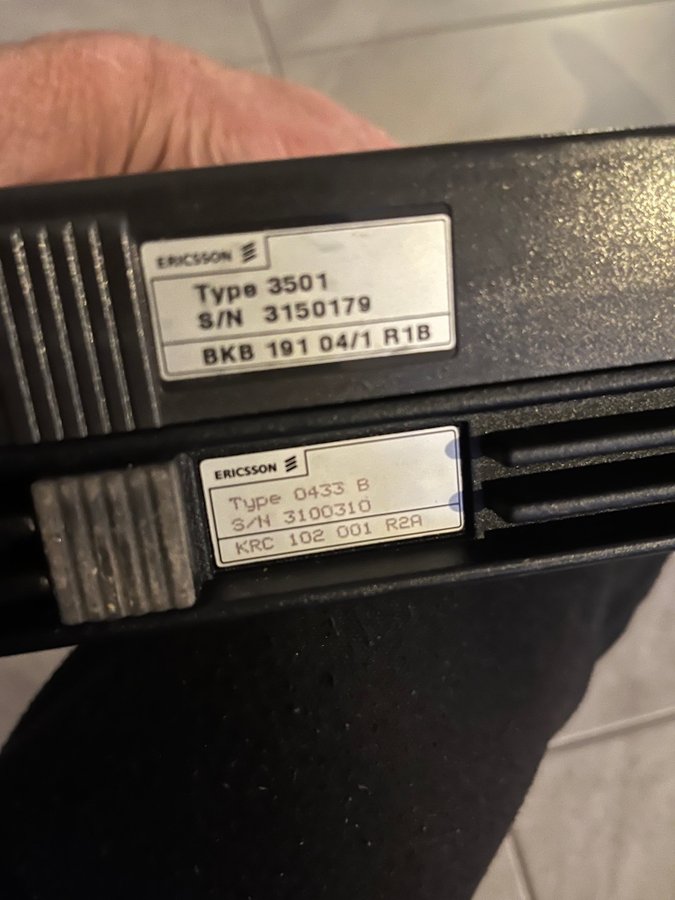 ERICSSON
Type 3501
S/N 3150179
BKB 191 04/1 R1B
ERICSSON
Type 0433 B
S/N 3100310
KRC 102 001 R2A